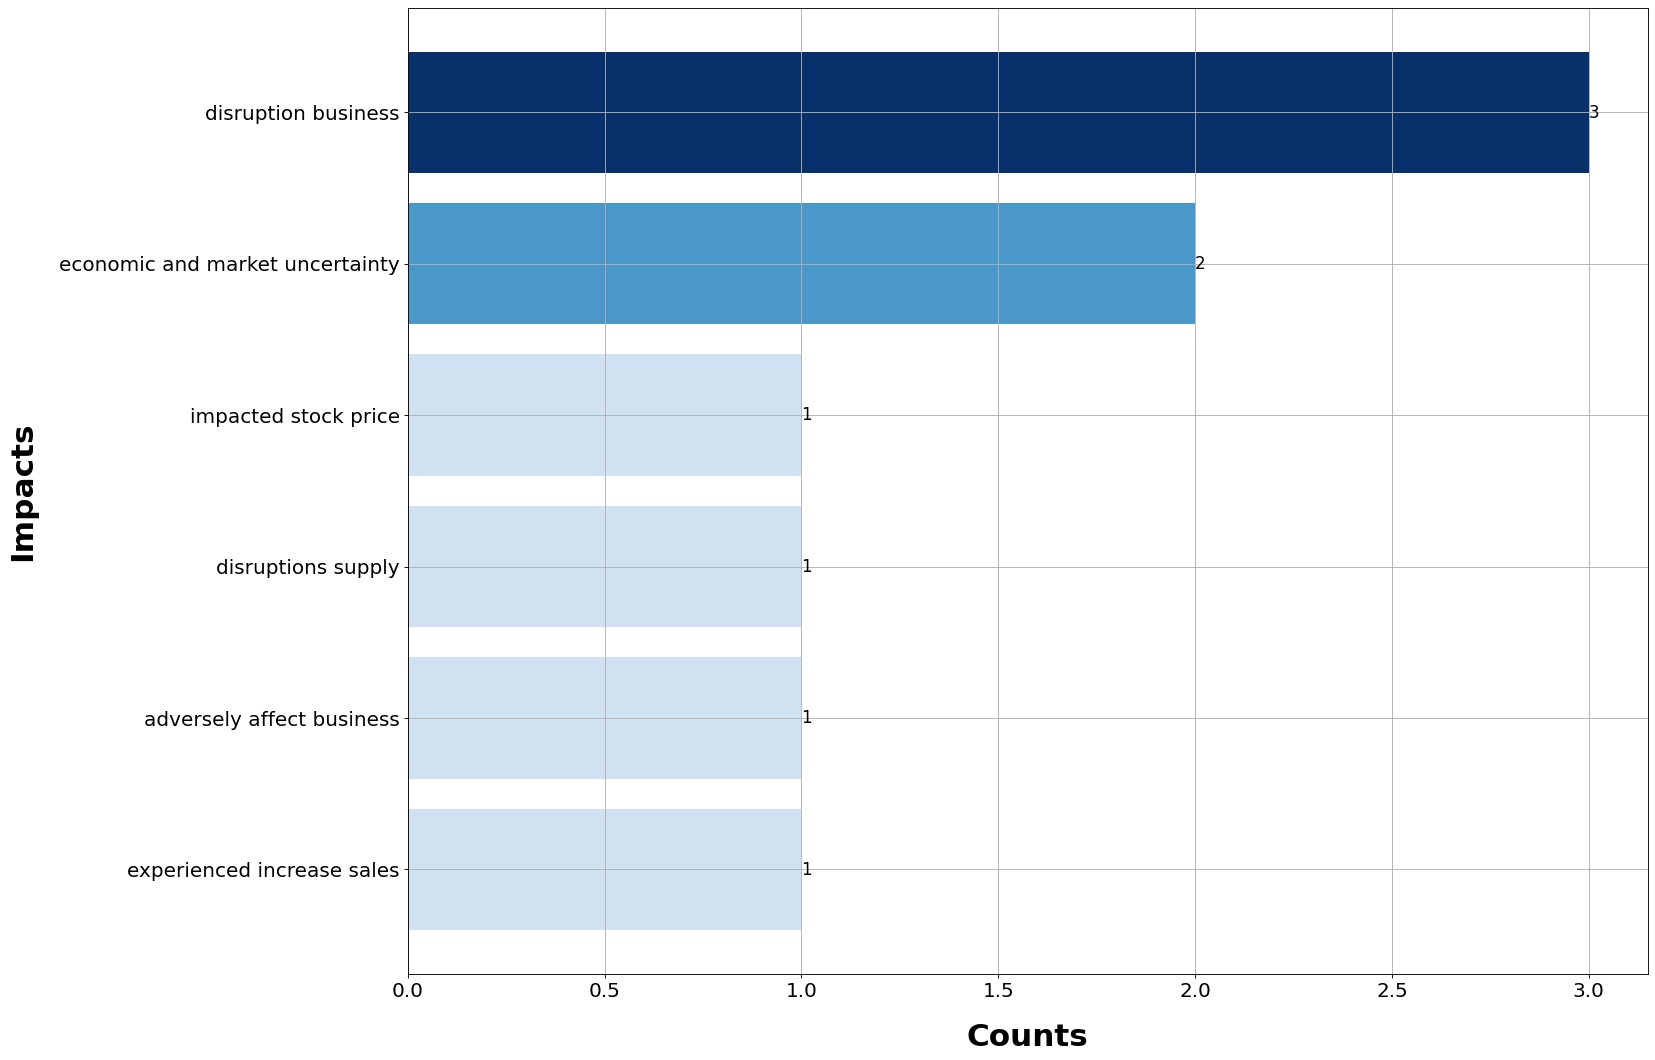 disruption business
3
economic and market uncertainty
2
impacted stock price
1
disruptions supply
1
adversely affect business
1
experienced increase sales
1
Impacts
0.0 0.5 1.0 1.5 2.0 2.5 3.0
Counts